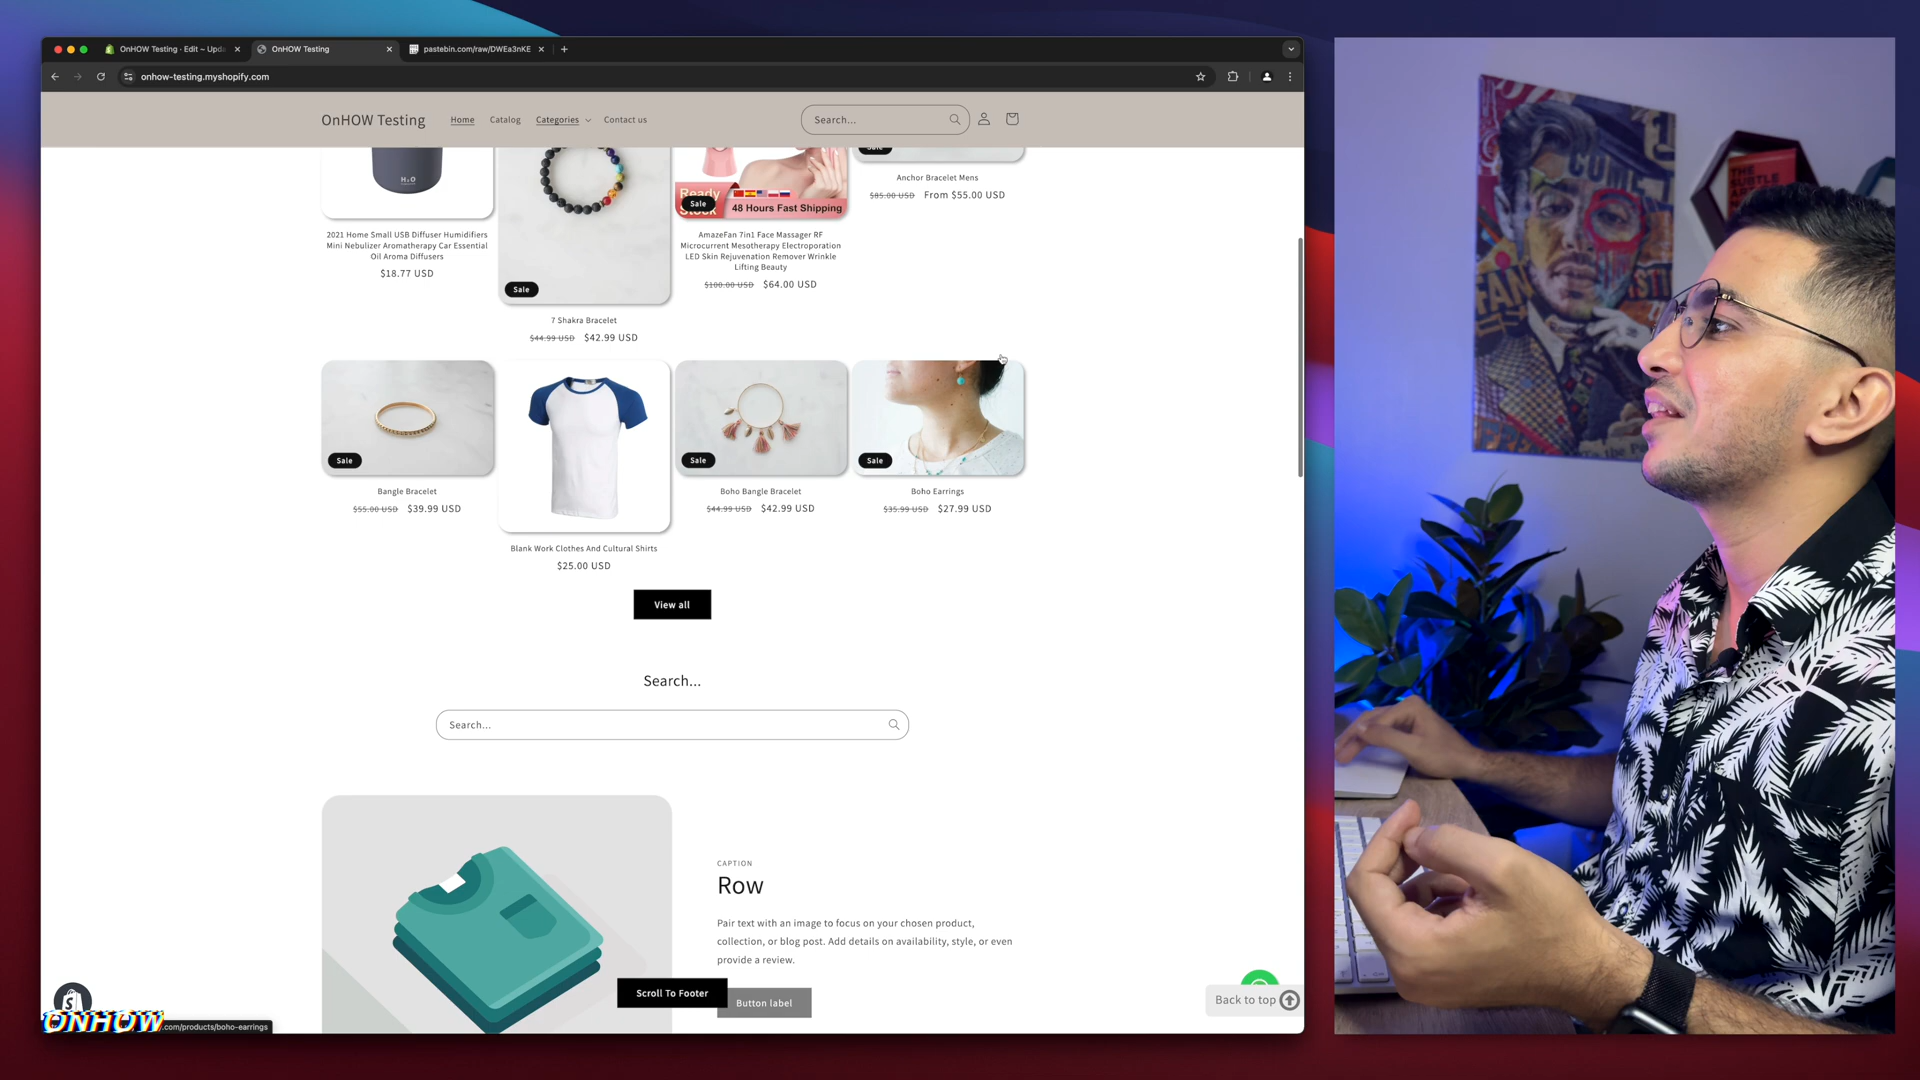 OnHOW Testing · Edit ~ Upda
OnHOW Testing
pastebin.com/raw/DWEa3nKE
onhow-testing.myshopify.com
OnHOW Testing
Home
Catalog
Categories
Contact us
Search...
H₂O
Ready
Stock
Sale
48 Hours Fast Shipping
Sale
Anchor Bracelet Mens
$85.00 USD From $55.00 USD
2021 Home Small USB Diffuser Humidifiers
Mini Nebulizer Aromatherapy Car Essential
Oil Aroma Diffusers
$18.77 USD
Sale
7 Shakra Bracelet
$44.99 USD $42.99 USD
AmazeFan 7in1 Face Massager RF
Microcurrent Mesotherapy Electroporation
LED Skin Rejuvenation Remover Wrinkle
Lifting Beauty
$100.00 USD $64.00 USD
Sale
Bangle Bracelet
$55.00 USD $39.99 USD
Blank Work Clothes And Cultural Shirts
$25.00 USD
Sale
Boho Bangle Bracelet
$44.99 USD $42.99 USD
Sale
Boho Earrings
$35.99 USD $27.99 USD
View all
Search...
Search...
CAPTION
Row
Pair text with an image to focus on your chosen product,
collection, or blog post. Add details on availability, style, or even
provide a review.
Scroll To Footer
Button label
Back to top
ONHOW
.com/products/boho-earrings
THE
SUBTLE